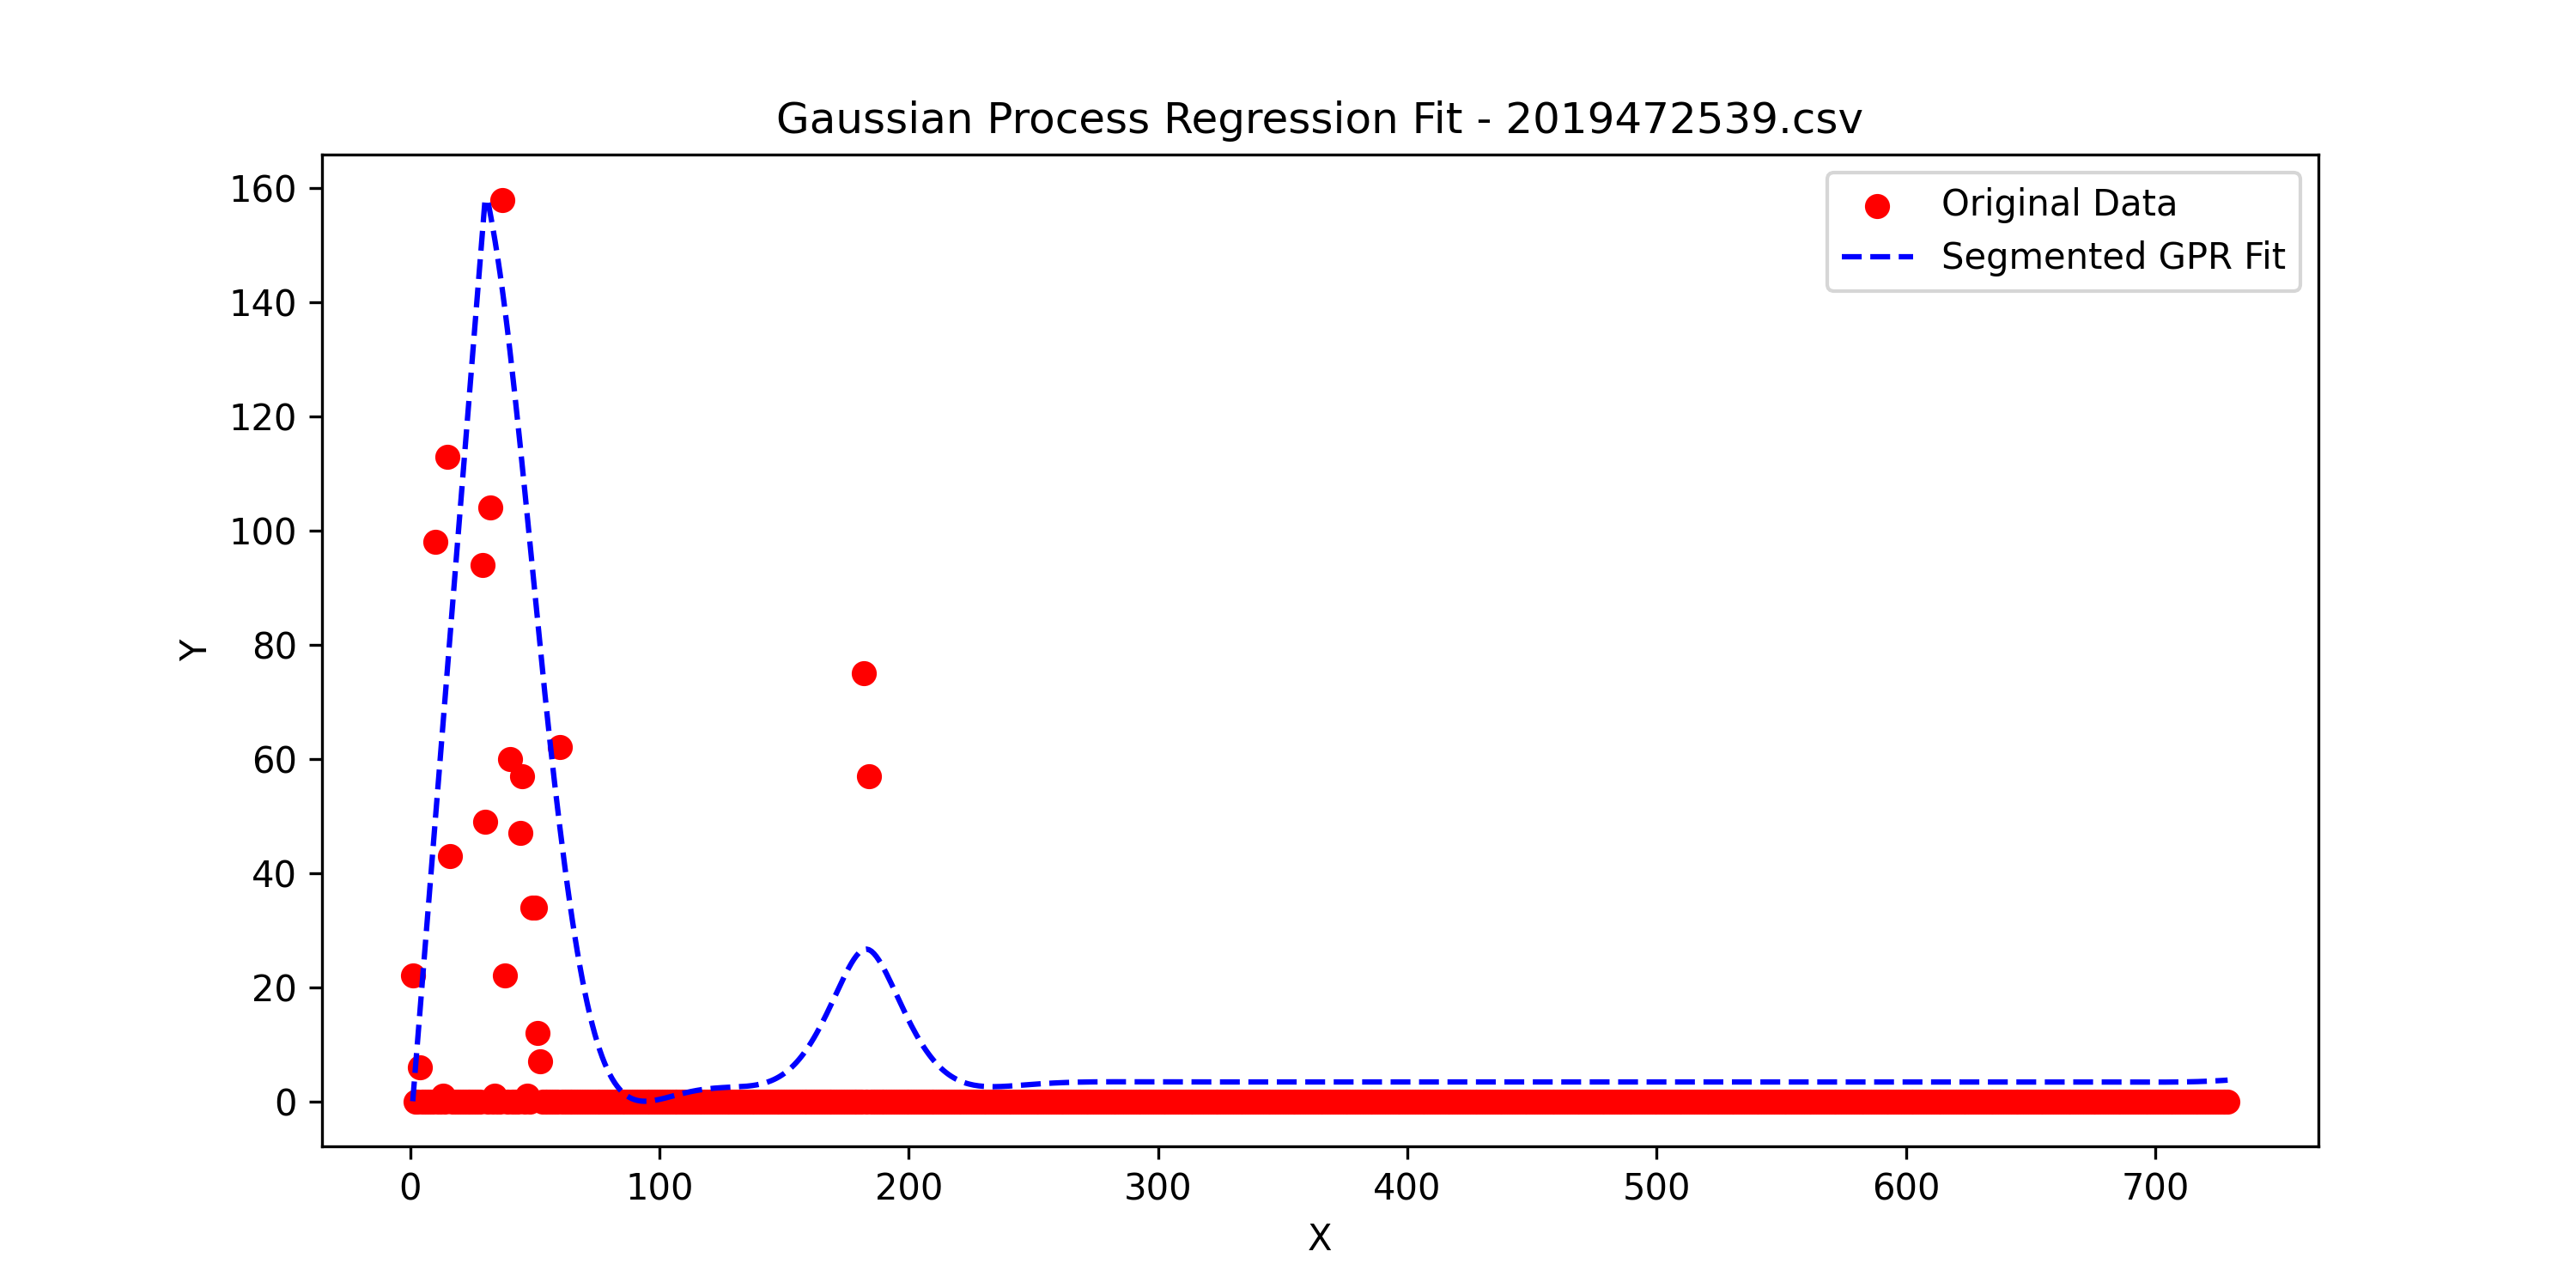 Gaussian Process Regression Fit - 2019472539.csv
Original Data
Segmented GPR Fit
160
140
120
100
80
60
40
20
0
Y
0 100 200 300 400 500 600 700
X